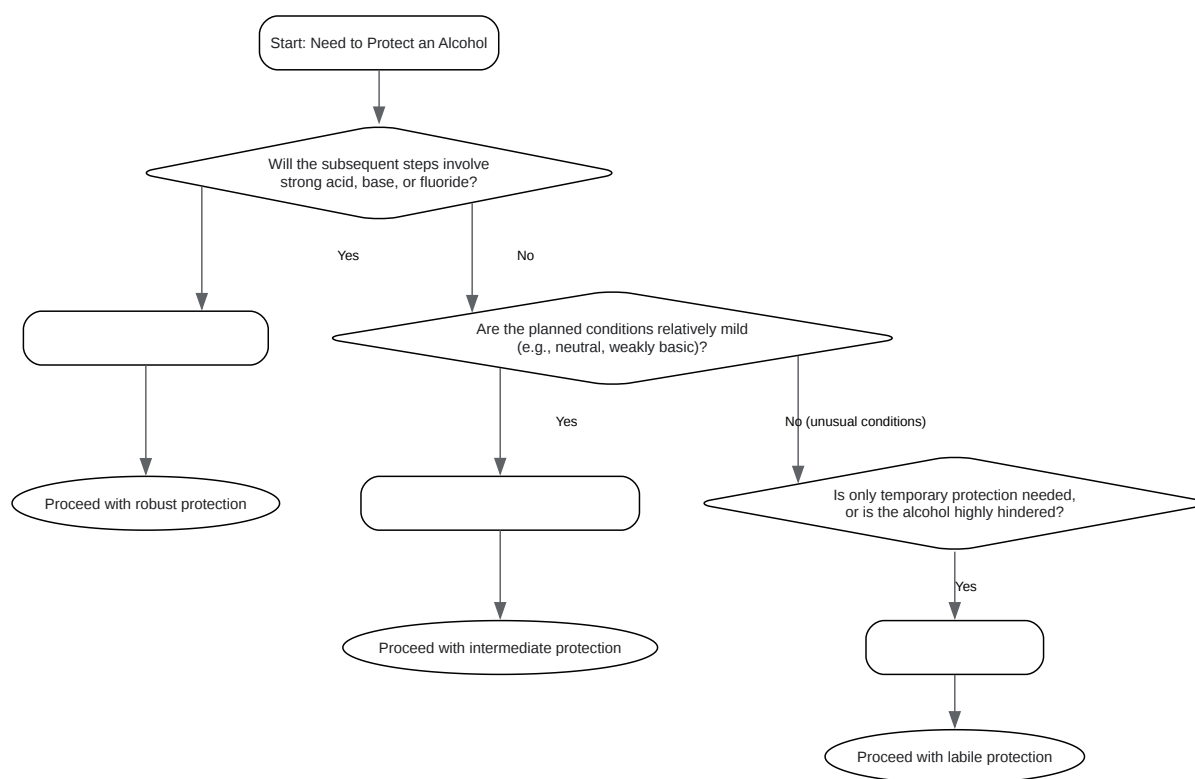 Start: Need to Protect an Alcohol
Will the subsequent steps involve
strong acid, base, or fluoride?
Yes
No
Are the planned conditions relatively mild
(e.g., neutral, weakly basic)?
Yes
No (unusual conditions)
Proceed with robust protection
Is only temporary protection needed,
or is the alcohol highly hindered?
Yes
Proceed with intermediate protection
Proceed with labile protection